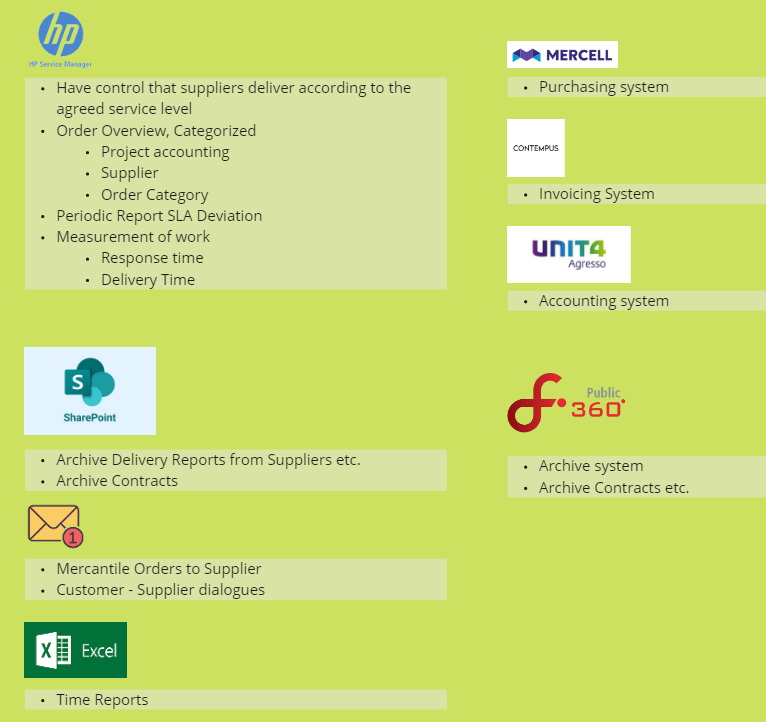 hp
HP Service Manager
• Have control that suppliers deliver according to the
agreed service level
• Order Overview, Categorized
• Project accounting
• Supplier
• Order Category
• Periodic Report SLA Deviation
• Measurement of work
• Response time
• Delivery Time
S
SharePoint
• Archive Delivery Reports from Suppliers etc.
• Archive Contracts
1
• Mercantile Orders to Supplier
• Customer - Supplier dialogues
X Excel
• Time Reports
MERCELL
• Purchasing system
CONTEMPUS
• Invoicing System
UNIT4
Agresso
• Accounting system
Public
360°
• Archive system
• Archive Contracts etc.